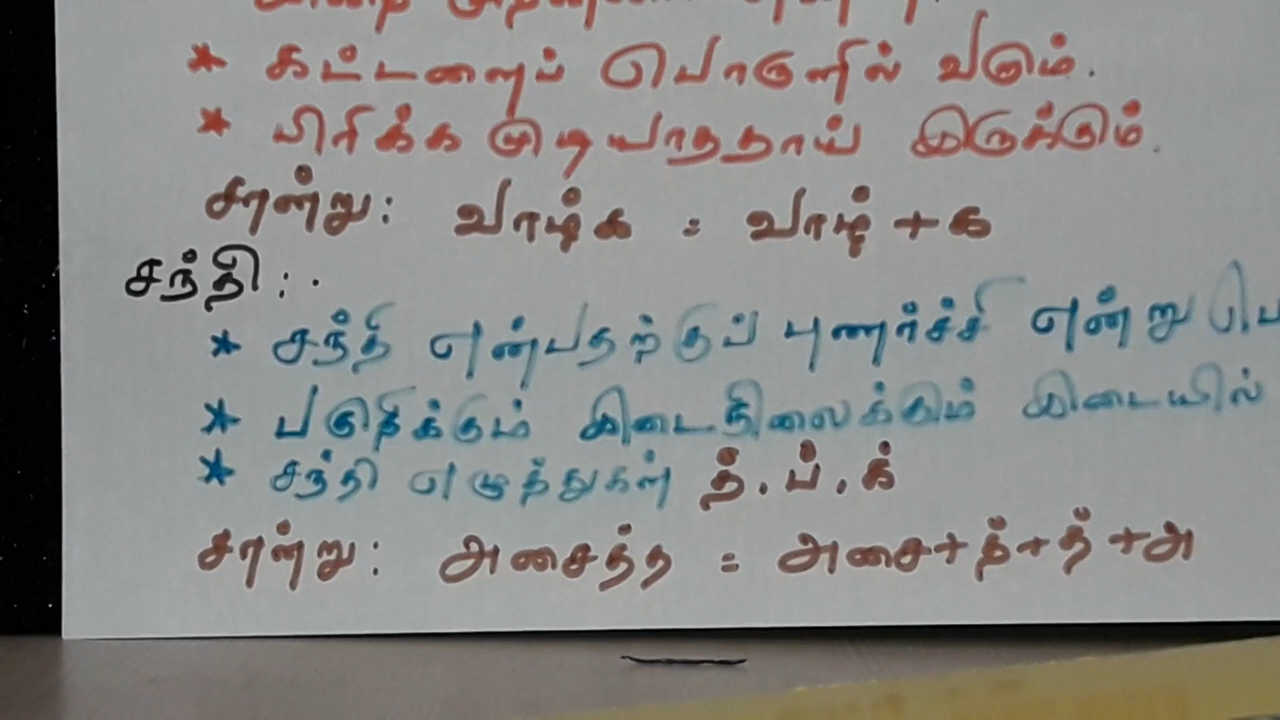 * கட்டளைப் பொருளில் வரும்.
* பிரிக்க முடியாததாய் இருக்கும்.
சான்று: வாழ்க = வாழ் + க
சந்தி :.
* சந்தி என்பதற்குப் புணர்ச்சி என்று
* பகுதிக்கும் இடைநிலைக்கும் இடையில்
* சந்தி எழுத்துகள் த் . ப் . க்
சான்று: அசைத்த = அசை+த்+த்+அ